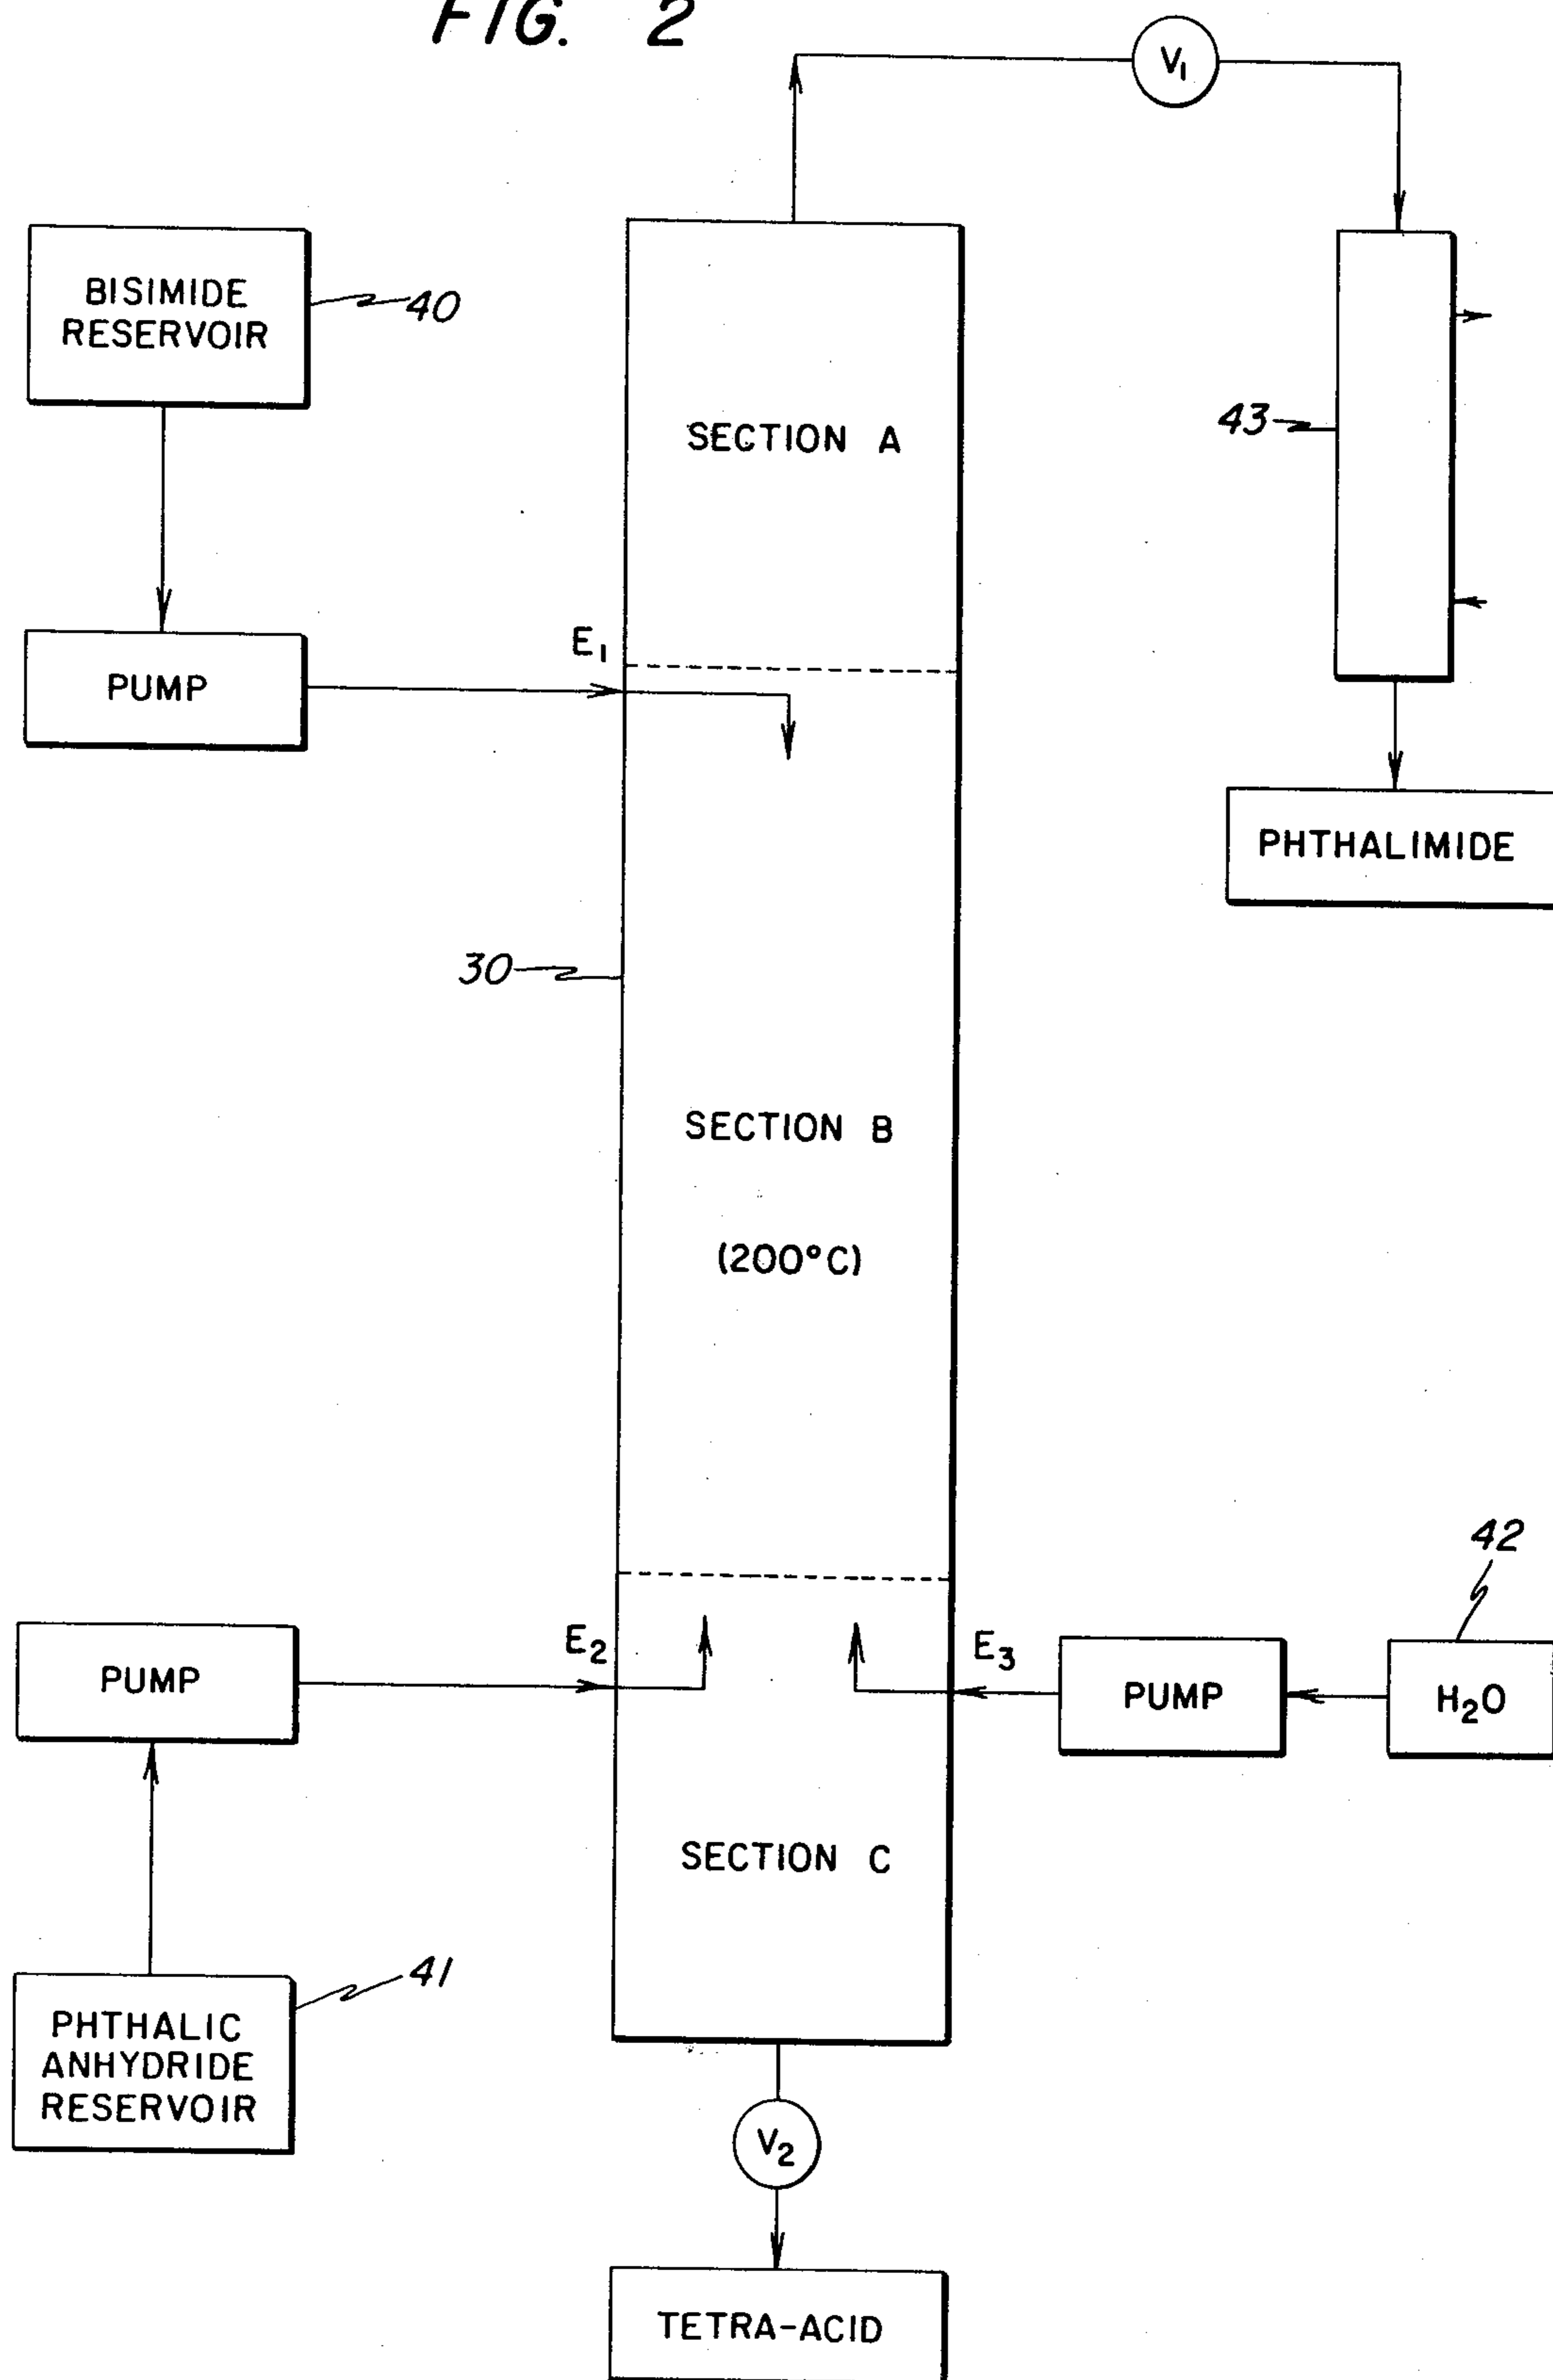 FIG. 2
V1
BISIMIDE
RESERVOIR
40
SECTION A
43
E1
PUMP
PHTHALIMIDE
30
SECTION B
(200°C)
42
E2
E3
PUMP
PUMP
H2O
SECTION C
41
PHTHALIC
ANHYDRIDE
RESERVOIR
V2
TETRA-ACID